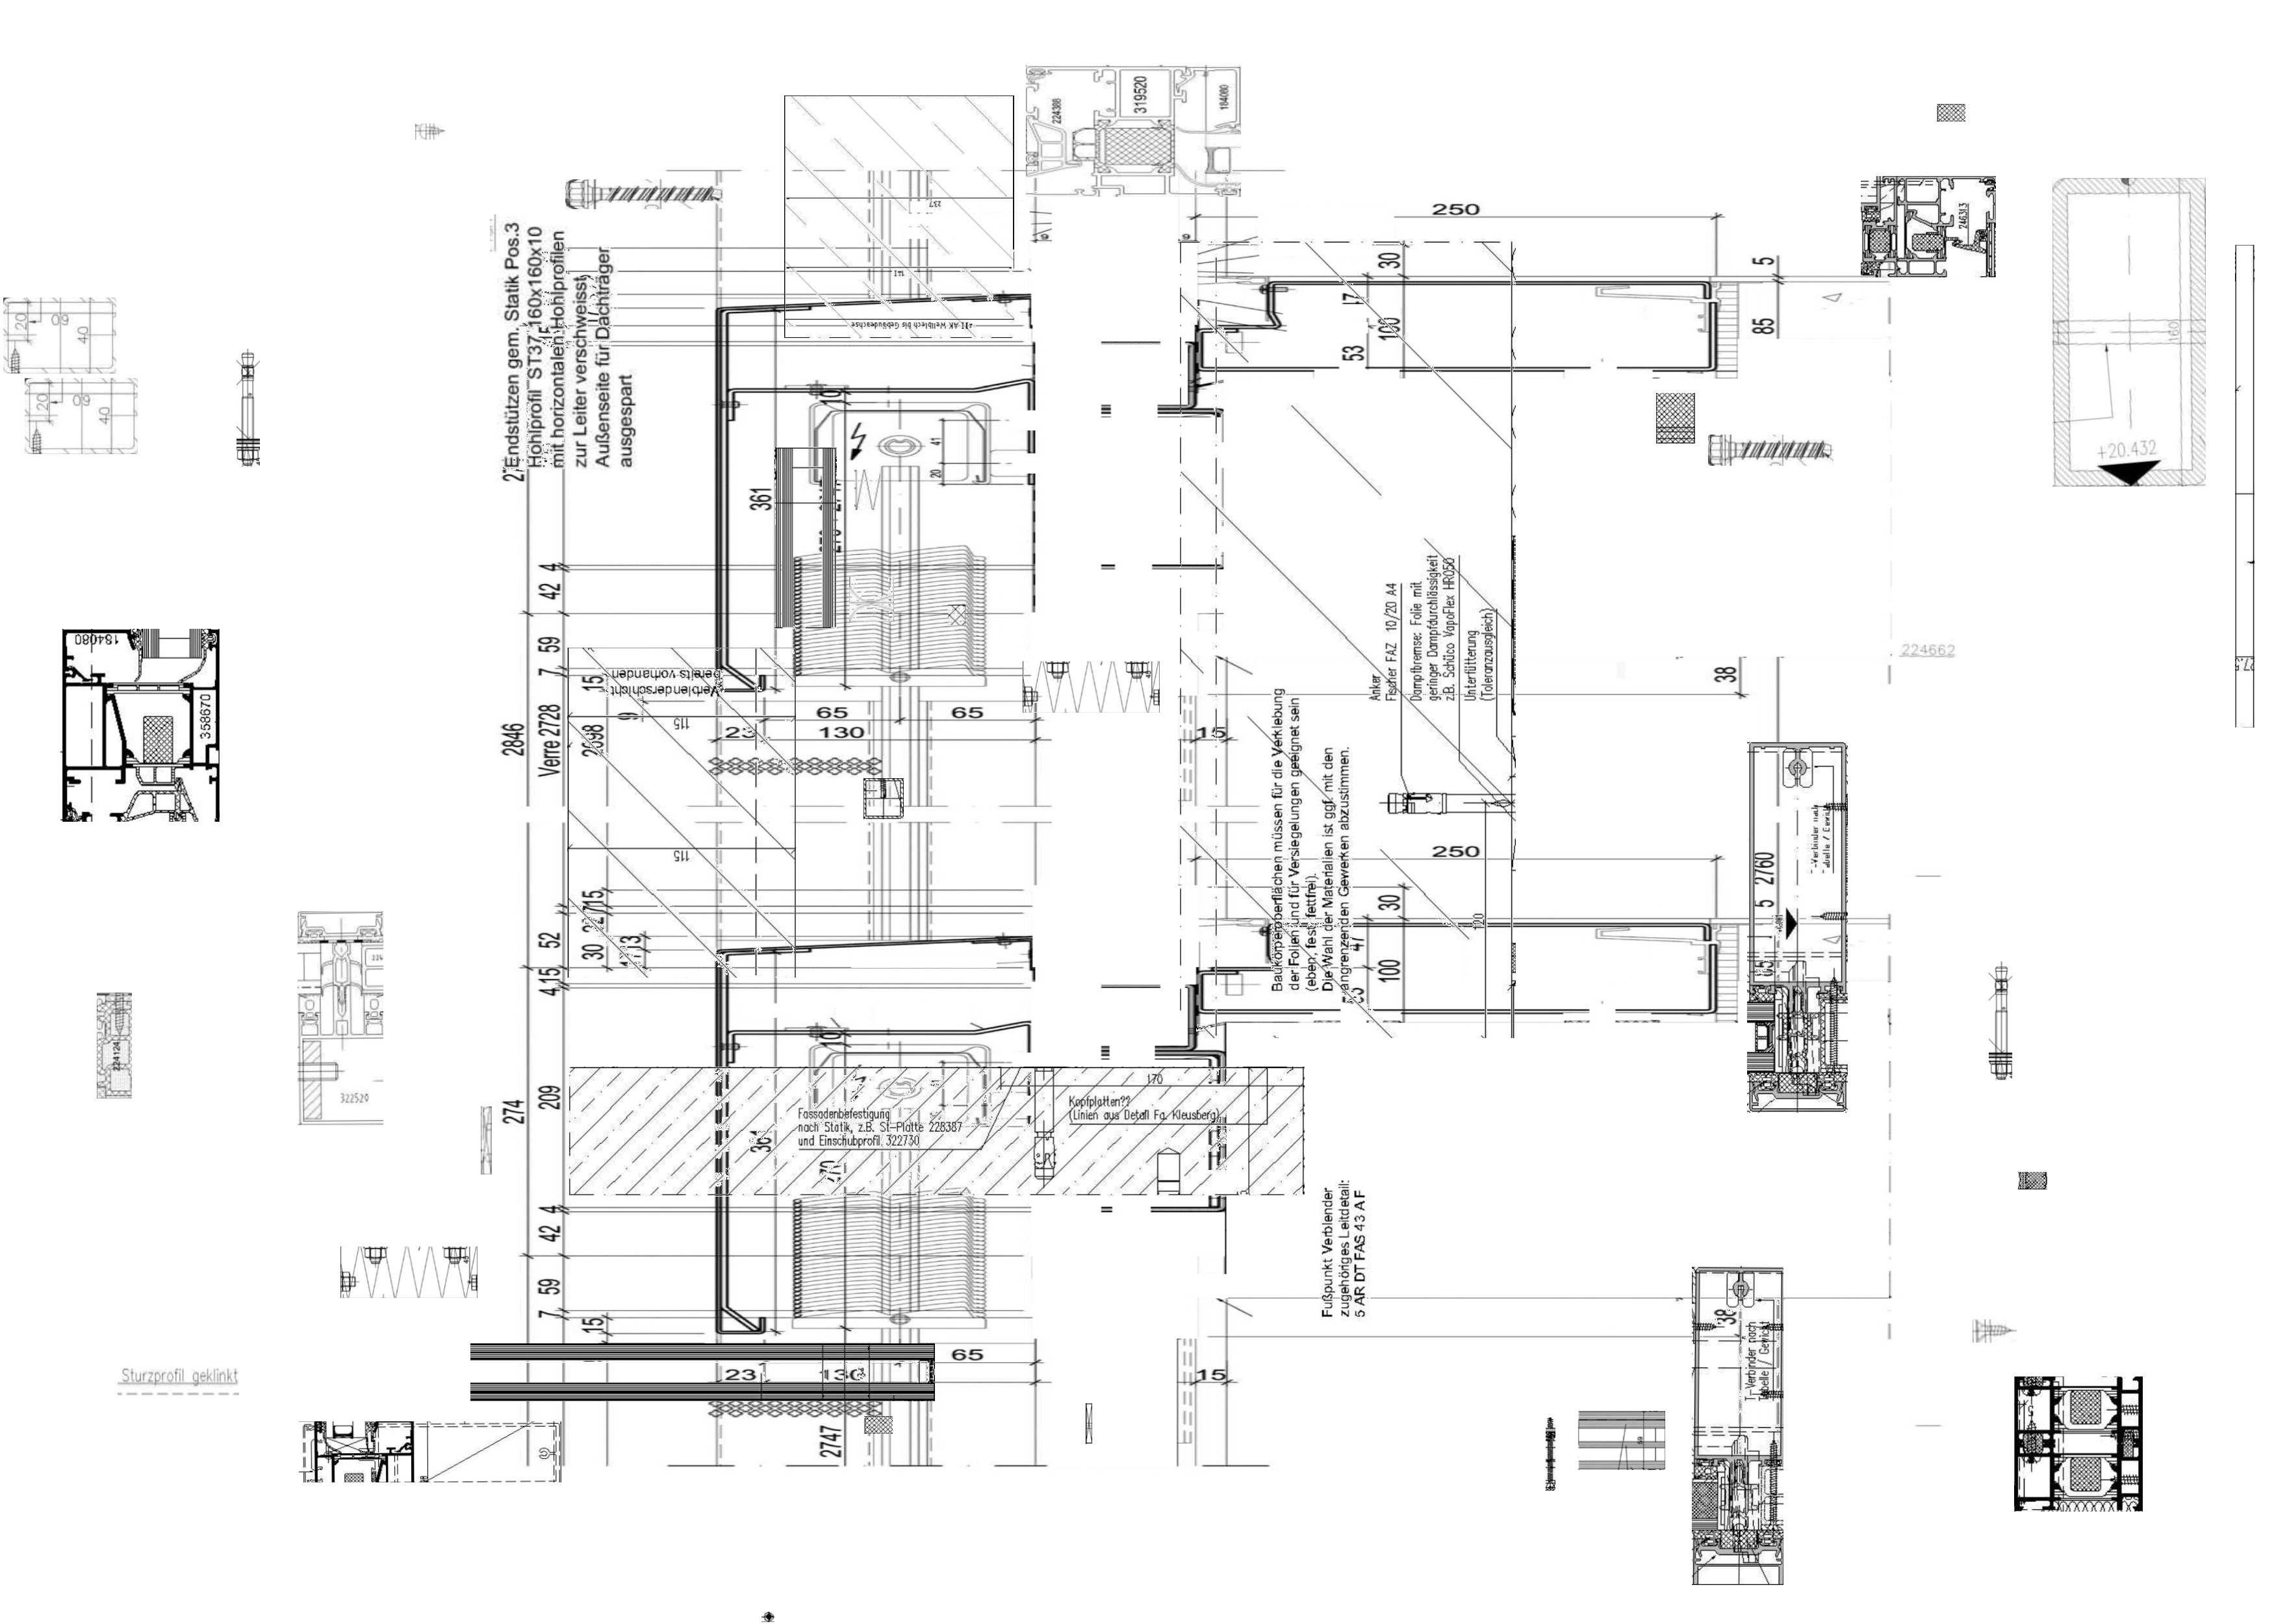 2 Endstützen gem. Statik Pos.3
Hohlprofil ST37 160x160x10
mit horizontalen Hohlprofilen
zur Leiter verschweisst,
Außenseite für Dachträger
ausgespart
224388
319520
184080
237
250
30
17
100
53
5
85
246313
160
+20.432
20
60
40
20
60
40
184080
358670
361
10
41
20
42
4
59
7
15
2846
Verre 2728
2698
Verblenderschicht
bereits vorhanden
9
115
115
23
65
65
130
15
Anker
Fischer FAZ 10/20 A4
Dampfbremse: Folie mit
geringer Dampfdurchlässigkeit
z.B. Schüco VapoFlex HR050
Unterfütterung
(Toleranzausgleich)
Baukörperoberflächen müssen für die Verklebung
der Folien und für Versiegelungen geeignet sein
(eben, fest, fettfrei).
Die Wahl der Materialien ist ggf. mit den
angrenzenden Gewerken abzustimmen.
38
224662
250
30
47
100
120
5
2760
52
4
15
30
13
274
209
224124
322520
Fassadenbefestigung
nach Statik, z.B. St-Platte 228387
und Einschubprofil 322730
170
Kopfplatten??
(Linien aus Detail Fa. Kleusberg)
361
42
4
59
7
15
Fußpunkt Verblender
zugehöriges Leitdetail:
5 AR DT FAS 43 AF
38
T-Verbinder nach
Tabelle / Gewicht
Sturzprofil geklinkt
65
23
130
15
2747